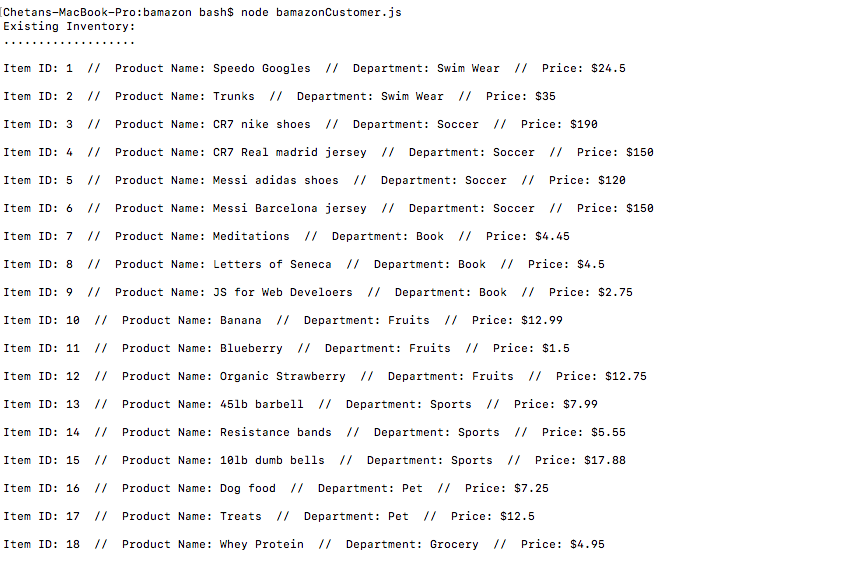 [Chetans-MacBook-Pro:bamazon bash$ node bamazonCustomer.js
Existing Inventory:
...................
Item ID: 1  //  Product Name: Speedo Googles  //  Department: Swim Wear  //  Price: $24.5
Item ID: 2  //  Product Name: Trunks  //  Department: Swim Wear  //  Price: $35
Item ID: 3  //  Product Name: CR7 nike shoes  //  Department: Soccer  //  Price: $190
Item ID: 4  //  Product Name: CR7 Real madrid jersey  //  Department: Soccer  //  Price: $150
Item ID: 5  //  Product Name: Messi adidas shoes  //  Department: Soccer  //  Price: $120
Item ID: 6  //  Product Name: Messi Barcelona jersey  //  Department: Soccer  //  Price: $150
Item ID: 7  //  Product Name: Meditations  //  Department: Book  //  Price: $4.45
Item ID: 8  //  Product Name: Letters of Seneca  //  Department: Book  //  Price: $4.5
Item ID: 9  //  Product Name: JS for Web Develoers  //  Department: Book  //  Price: $2.75
Item ID: 10  //  Product Name: Banana  //  Department: Fruits  //  Price: $12.99
Item ID: 11  //  Product Name: Blueberry  //  Department: Fruits  //  Price: $1.5
Item ID: 12  //  Product Name: Organic Strawberry  //  Department: Fruits  //  Price: $12.75
Item ID: 13  //  Product Name: 45lb barbell  //  Department: Sports  //  Price: $7.99
Item ID: 14  //  Product Name: Resistance bands  //  Department: Sports  //  Price: $5.55
Item ID: 15  //  Product Name: 10lb dumb bells  //  Department: Sports  //  Price: $17.88
Item ID: 16  //  Product Name: Dog food  //  Department: Pet  //  Price: $7.25
Item ID: 17  //  Product Name: Treats  //  Department: Pet  //  Price: $12.5
Item ID: 18  //  Product Name: Whey Protein  //  Department: Grocery  //  Price: $4.95